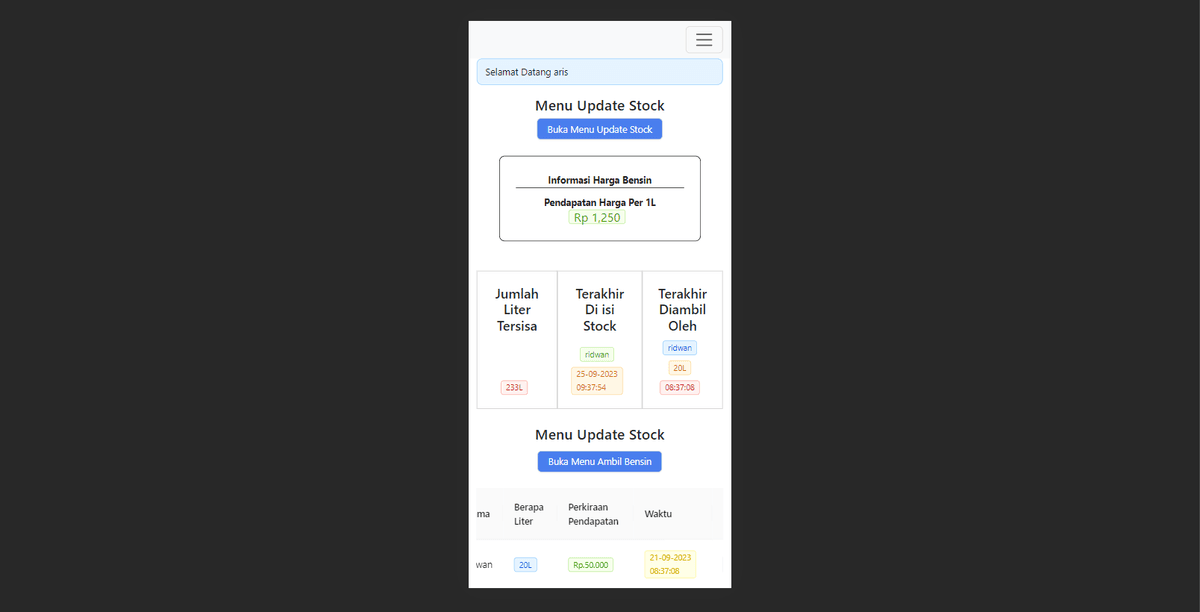 Selamat Datang aris
Menu Update Stock
Buka Menu Update Stock
Informasi Harga Bensin
Pendapatan Harga Per 1L
Rp 1,250
Jumlah
Liter
Tersisa
233L
Terakhir
Di isi
Stock
ridwan
25-09-2023
09:37:54
Terakhir
Diambil
Oleh
ridwan
20L
08:37:08
Menu Update Stock
Buka Menu Ambil Bensin
ma
Berapa
Liter
Perkiraan
Pendapatan
Waktu
wan
20L
Rp.50.000
21-09-2023
08:37:08